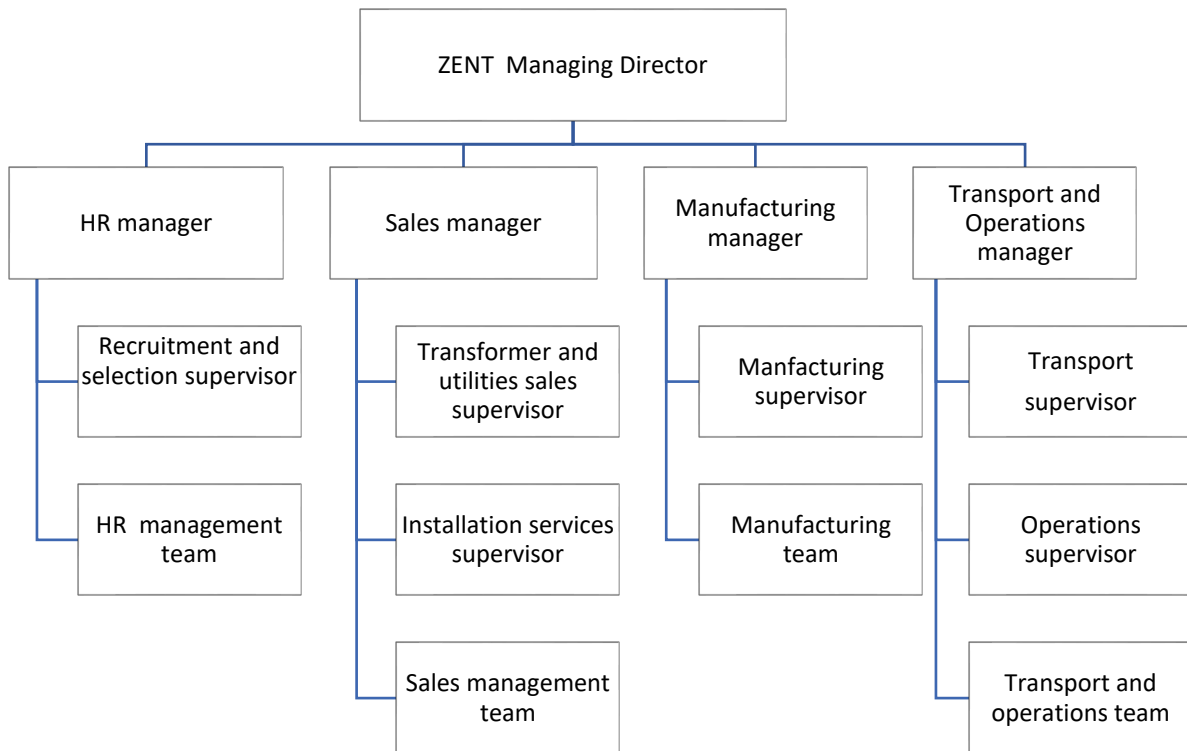 ZENT  Managing Director
HR manager
Sales manager
Manufacturing
manager
Transport and
Operations
manager
Recruitment and
selection supervisor
Transformer and
utilities sales
supervisor
Manfacturing
supervisor
Transport
supervisor
HR  management
team
Installation services
supervisor
Manufacturing
team
Operations
supervisor
Sales management
team
Transport and
operations team